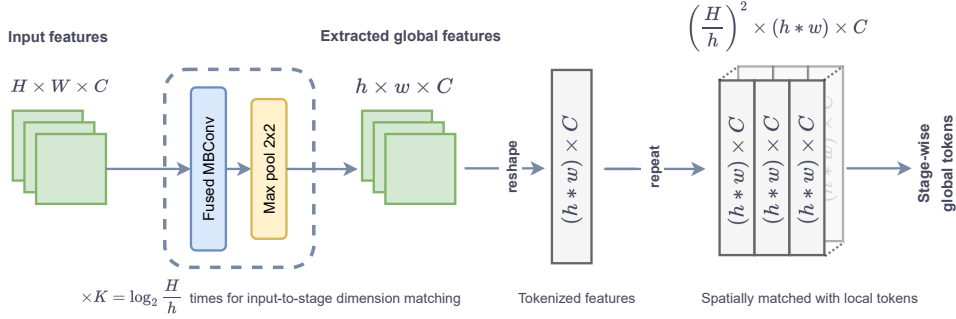 Input features
Extracted global features
(H/h)² × (h * w) × C
H × W × C
h × w × C
Fused MBConv
Max pool 2x2
reshape
(h * w) × C
repeat
(h * w) × C
(h * w) × C
(h * w) × C
(h * w) × C
Stage-wise
global tokens
×K = log₂ H/h times for input-to-stage dimension matching
Tokenized features
Spatially matched with local tokens